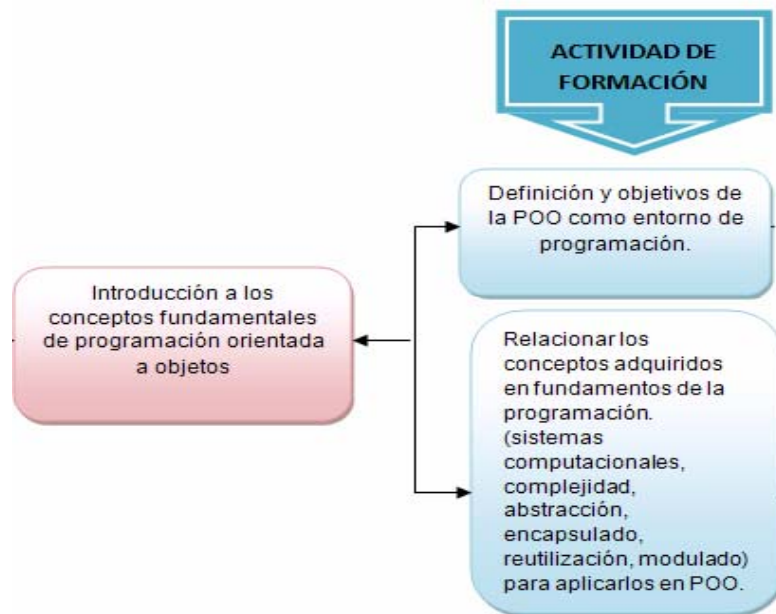 ACTIVIDAD DE
FORMACIÓN
Definición y objetivos de
la POO como entorno de
programación.
Introducción a los
conceptos fundamentales
de programación orientada
a objetos
Relacionar los
conceptos adquiridos
en fundamentos de la
programación.
(sistemas
computacionales,
complejidad,
abstracción,
encapsulado,
reutilización, modulado)
para aplicarlos en POO.